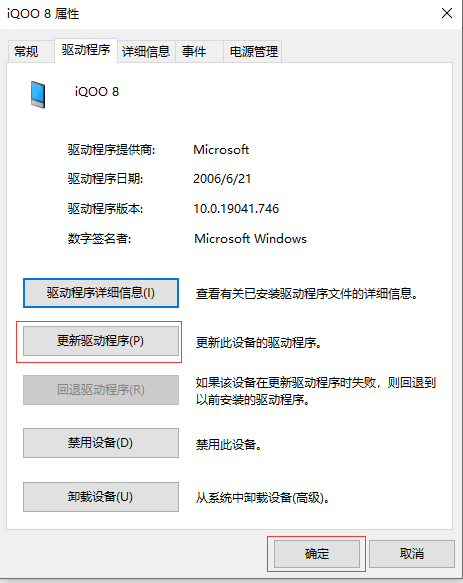 iQOO 8 属性
常规 驱动程序 详细信息 事件 电源管理
iQOO 8
驱动程序提供商: Microsoft
驱动程序日期: 2006/6/21
驱动程序版本: 10.0.19041.746
数字签名者: Microsoft Windows
驱动程序详细信息(I) 查看有关已安装驱动程序文件的详细信息。
更新驱动程序(P) 更新此设备的驱动程序。
回退驱动程序(R) 如果该设备在更新驱动程序时失败，则回退到
以前安装的驱动程序。
禁用设备(D) 禁用此设备。
卸载设备(U) 从系统中卸载设备(高级)。
确定 取消